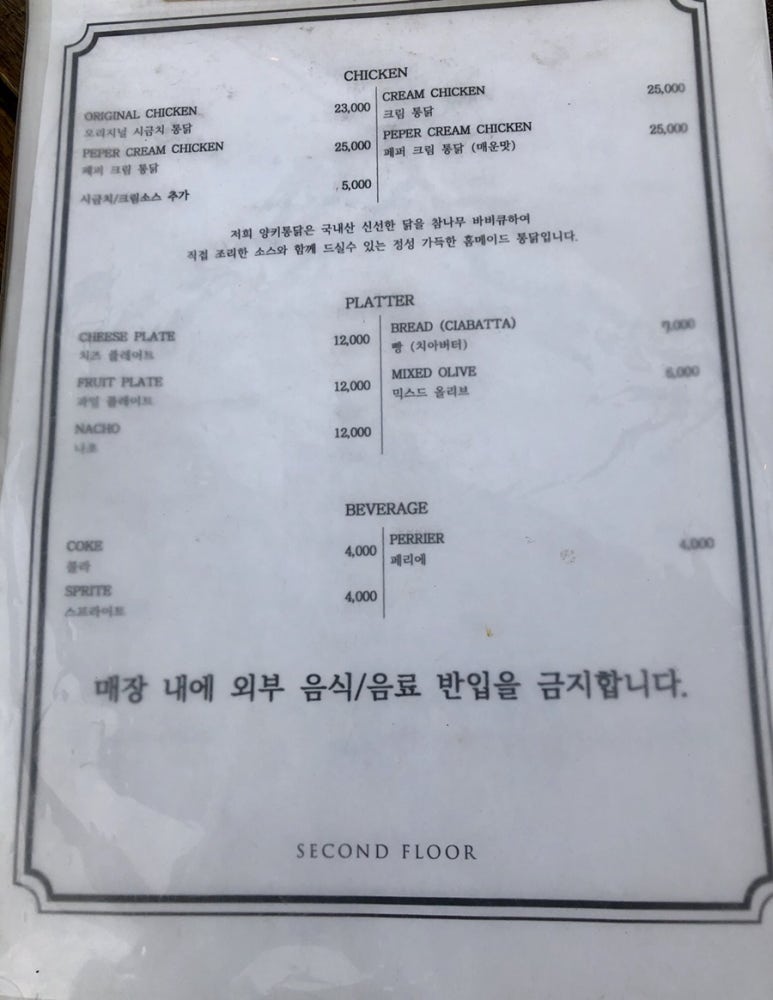 CHICKEN
ORIGINAL CHICKEN 23,000
오리지널 시금치 통닭
PEPER CREAM CHICKEN 25,000
페퍼 크림 통닭
시금치/크림소스 추가 5,000
CREAM CHICKEN 25,000
크림 통닭
PEPER CREAM CHICKEN 25,000
페퍼 크림 통닭 (매운맛)
저희 양키통닭은 국내산 신선한 닭을 참나무 바비큐하여
직접 조리한 소스와 함께 드실수 있는 정성 가득한 홈메이드 통닭입니다.
PLATTER
CHEESE PLATE 12,000
치즈 플레이트
FRUIT PLATE 12,000
과일 플레이트
NACHO 12,000
나초
BREAD (CIABATTA) 7,000
빵 (치아버터)
MIXED OLIVE 6,000
믹스드 올리브
BEVERAGE
COKE 4,000
콜라
SPRITE 4,000
스프라이트
PERRIER 4,000
페리에
매장 내에 외부 음식/음료 반입을 금지합니다.
SECOND FLOOR